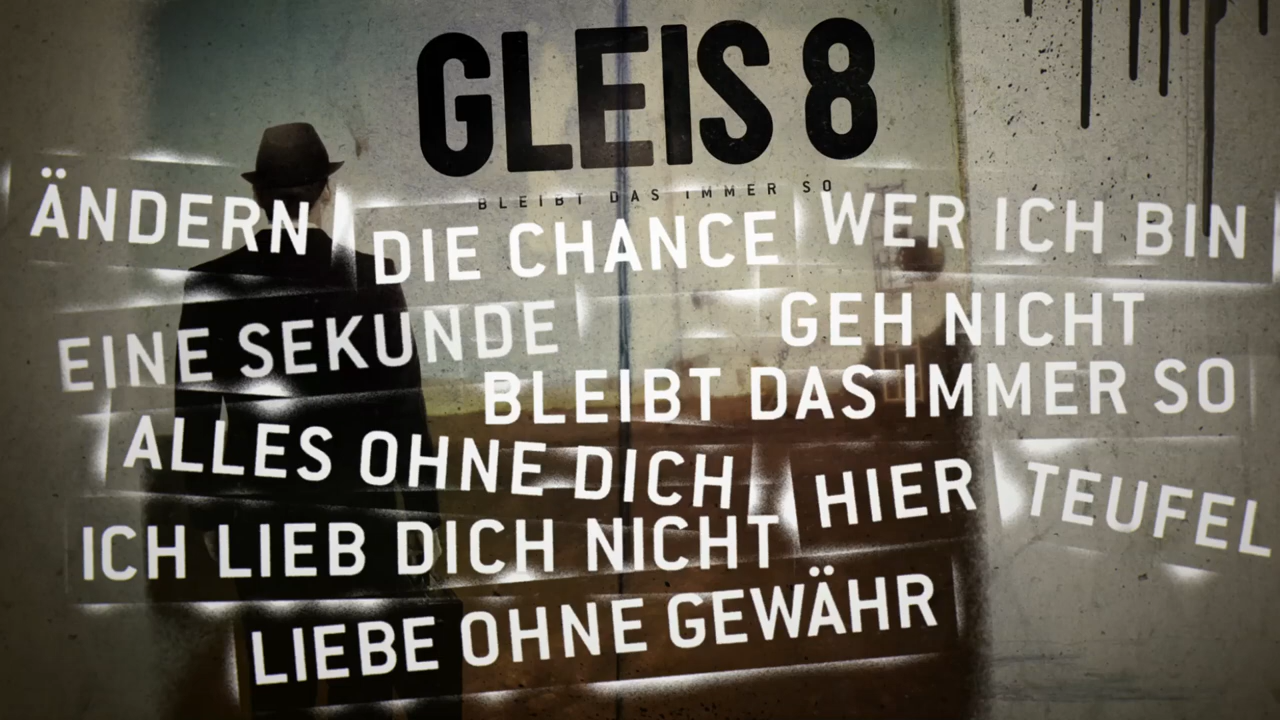 GLEIS 8
BLEIBT DAS IMMER SO
ÄNDERN
DIE CHANCE
WER ICH BIN
EINE SEKUNDE
GEH NICHT
BLEIBT DAS IMMER SO
ALLES OHNE DICH
HIER
TEUFEL
ICH LIEB DICH NICHT
LIEBE OHNE GEWÄHR